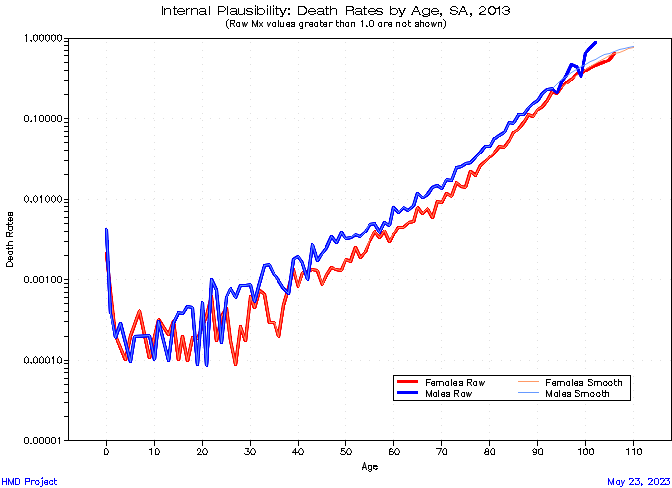 Internal Plausibility: Death Rates by Age, SA, 2013
(Raw Mx values greater than 1.0 are not shown)
1.00000
0.10000
0.01000
0.00100
0.00010
0.00001
Death Rates
0 10 20 30 40 50 60 70 80 90 100 110
Age
Females Raw Females Smooth
Males Raw Males Smooth
HMD Project May 23, 2023